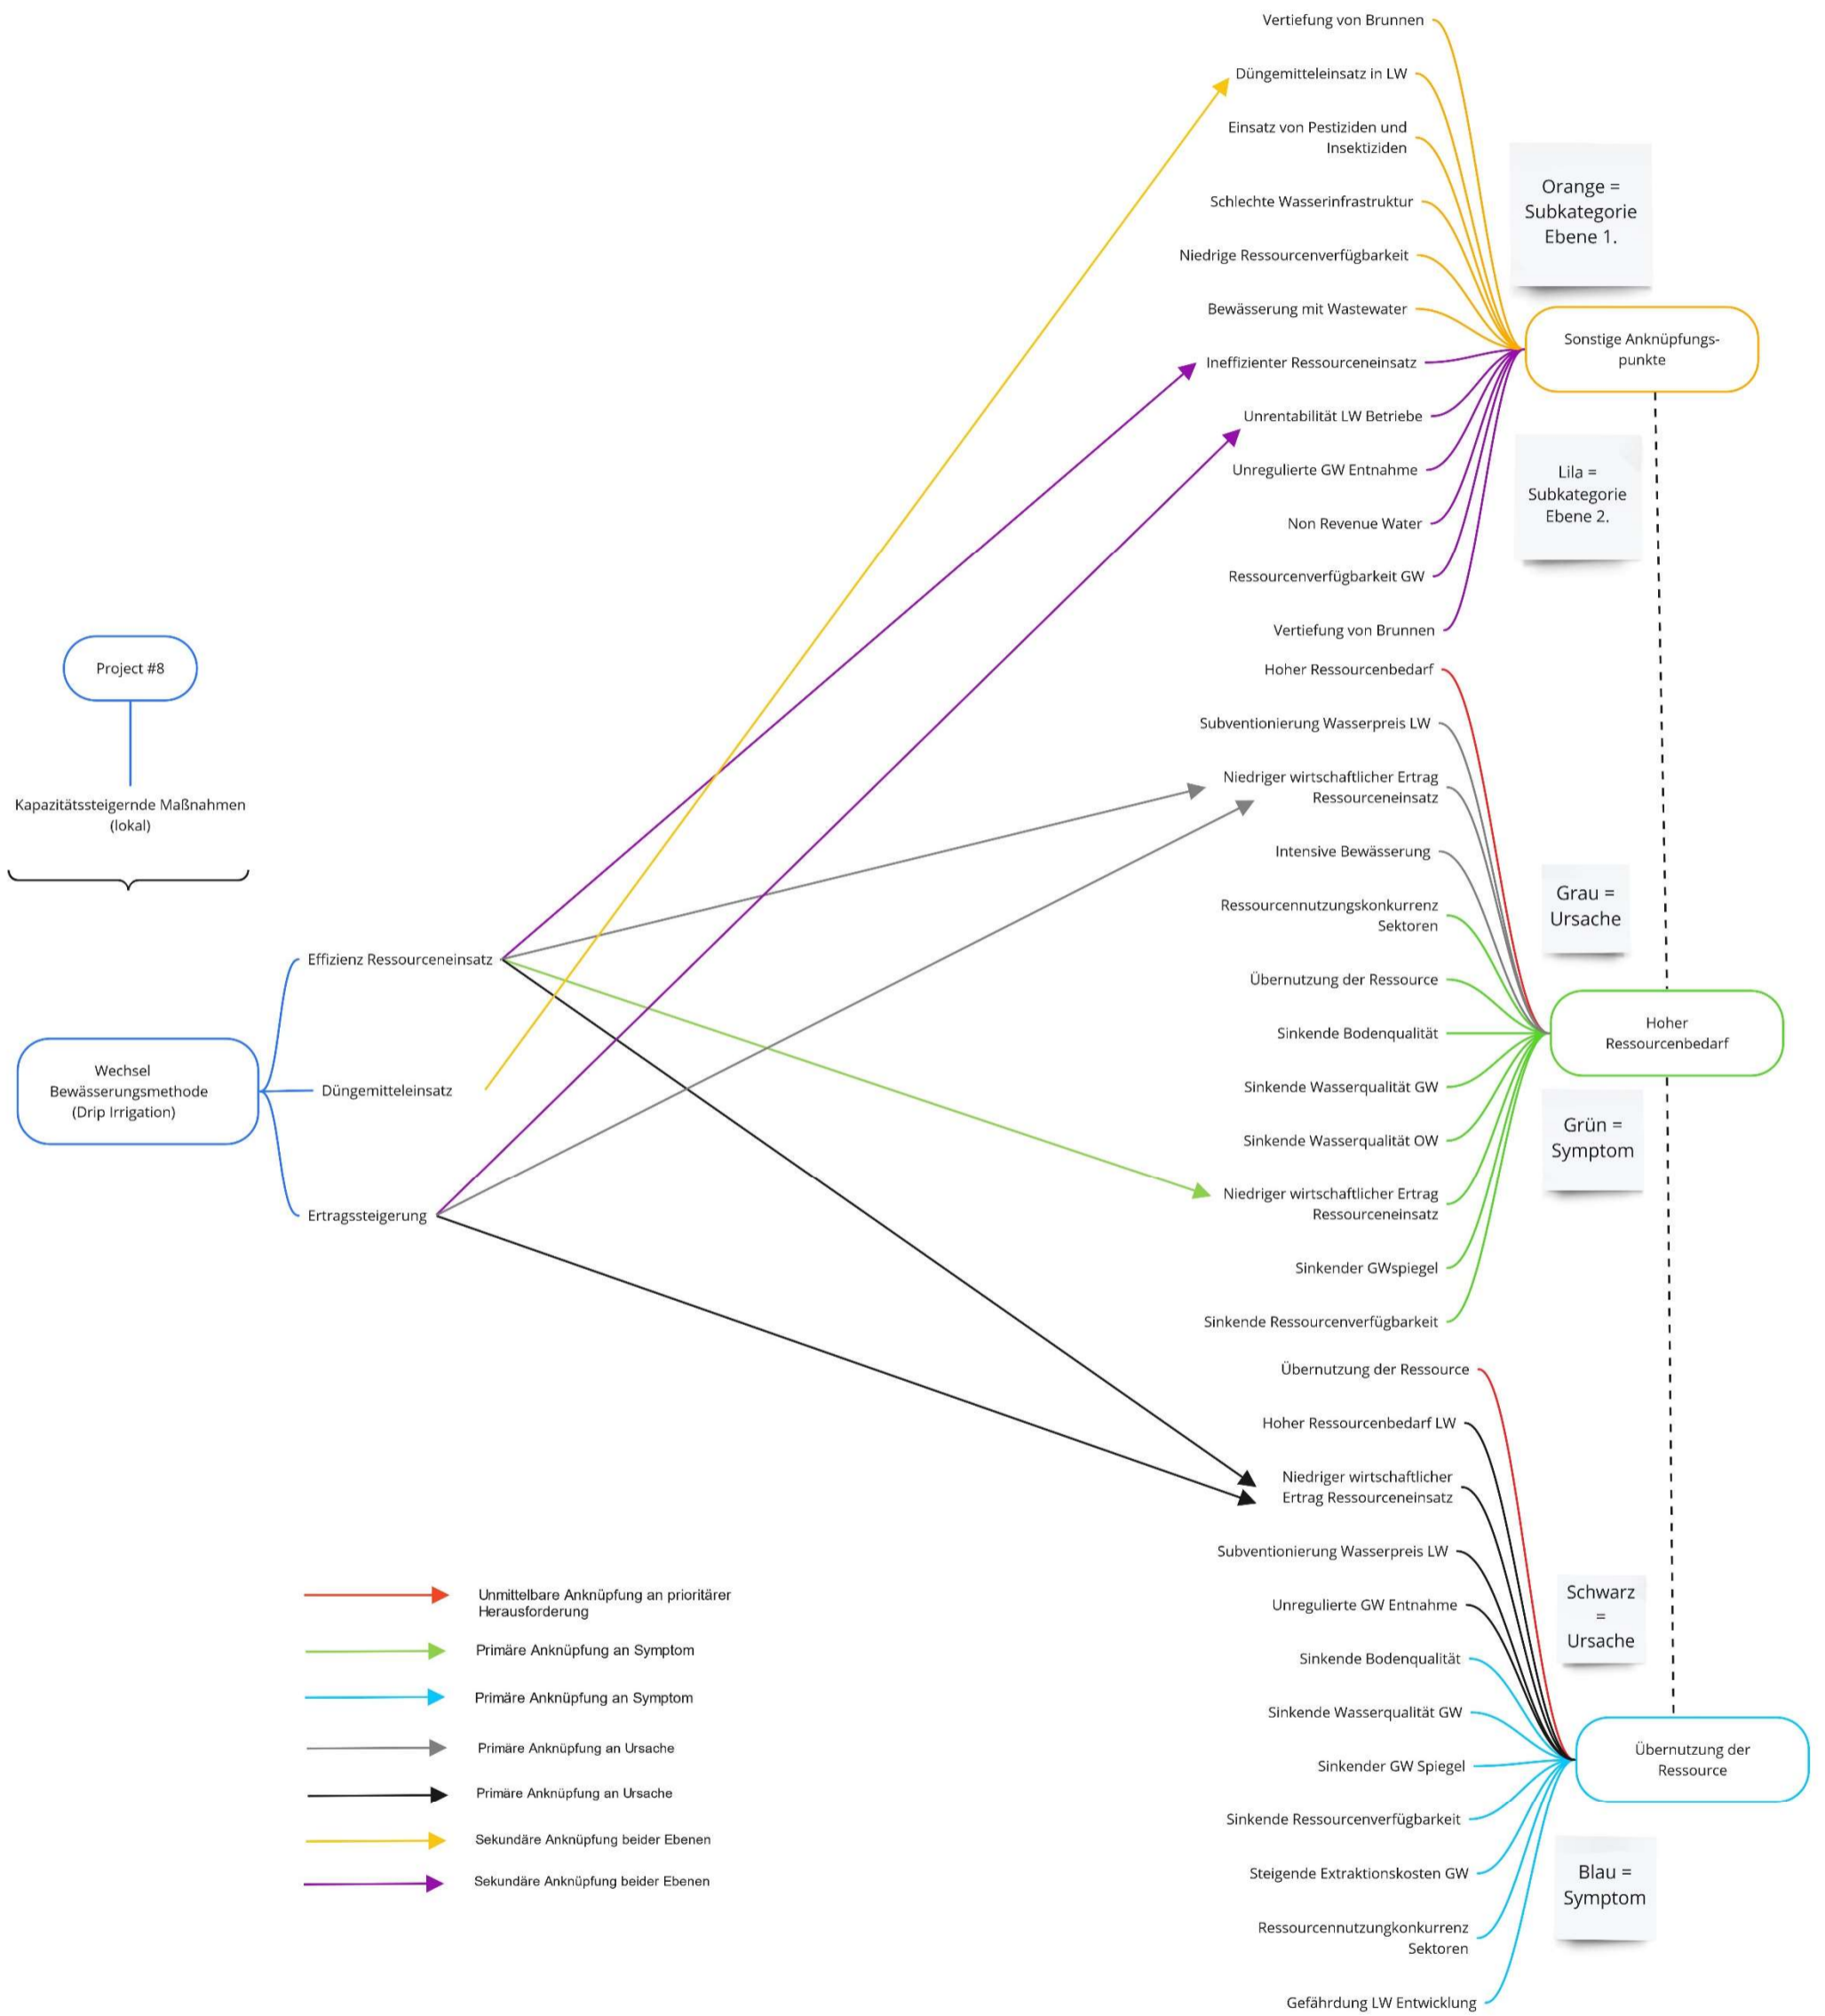 Project #8
Kapazitätssteigernde Maßnahmen
(lokal)
Wechsel
Bewässerungsmethode
(Drip Irrigation)
Effizienz Ressourceneinsatz
Düngemitteleinsatz
Ertragssteigerung
Vertiefung von Brunnen
Düngemitteleinsatz in LW
Einsatz von Pestiziden und
Insektiziden
Schlechte Wasserinfrastruktur
Niedrige Ressourcenverfügbarkeit
Bewässerung mit Wastewater
Ineffizienter Ressourceneinsatz
Unrentabilität LW Betriebe
Unregulierte GW Entnahme
Non Revenue Water
Ressourcenverfügbarkeit GW
Vertiefung von Brunnen
Orange =
Subkategorie
Ebene 1.
Sonstige Anknüpfungs-
punkte
Lila =
Subkategorie
Ebene 2.
Hoher Ressourcenbedarf
Subventionierung Wasserpreis LW
Niedriger wirtschaftlicher Ertrag
Ressourceneinsatz
Intensive Bewässerung
Ressourcennutzungskonkurrenz
Sektoren
Übernutzung der Ressource
Sinkende Bodenqualität
Sinkende Wasserqualität GW
Sinkende Wasserqualität OW
Niedriger wirtschaftlicher Ertrag
Ressourceneinsatz
Sinkender GWspiegel
Sinkende Ressourcenverfügbarkeit
Grau =
Ursache
Hoher
Ressourcenbedarf
Grün =
Symptom
Übernutzung der Ressource
Hoher Ressourcenbedarf LW
Niedriger wirtschaftlicher
Ertrag Ressourceneinsatz
Subventionierung Wasserpreis LW
Unregulierte GW Entnahme
Sinkende Bodenqualität
Sinkende Wasserqualität GW
Sinkender GW Spiegel
Sinkende Ressourcenverfügbarkeit
Steigende Extraktionskosten GW
Ressourcennutzungkonkurrenz
Sektoren
Gefährdung LW Entwicklung
Schwarz
=
Ursache
Übernutzung der
Ressource
Blau =
Symptom
Unmittelbare Anknüpfung an prioritärer
Herausforderung
Primäre Anknüpfung an Symptom
Primäre Anknüpfung an Symptom
Primäre Anknüpfung an Ursache
Primäre Anknüpfung an Ursache
Sekundäre Anknüpfung beider Ebenen
Sekundäre Anknüpfung beider Ebenen